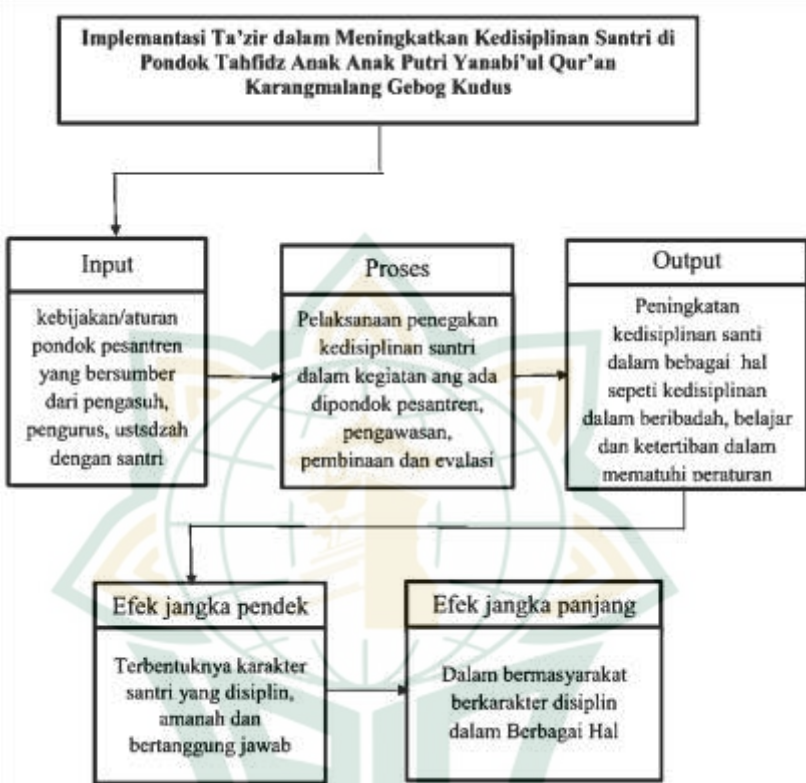 Implemantasi Ta'zir dalam Meningkatkan Kedisiplinan Santri di
Pondok Tahfidz Anak Anak Putri Yanabi'ul Qur'an
Karangmalang Gebog Kudus
Input
kebijakan/aturan
pondok pesantren
yang bersumber
dari pengasuh,
pengurus, ustsdzah
dengan santri
Proses
Pelaksanaan penegakan
kedisiplinan santri
dalam kegiatan ang ada
dipondok pesantren,
pengawasan,
pembinaan dan evalasi
Output
Peningkatan
kedisiplinan santi
dalam bebagai hal
sepeti kedisiplinan
dalam beribadah, belajar
dan ketertiban dalam
mematuhi peraturan
Efek jangka pendek
Terbentuknya karakter
santri yang disiplin,
amanah dan
bertanggung jawab
Efek jangka panjang
Dalam bermasyarakat
berkarakter disiplin
dalam Berbagai Hal